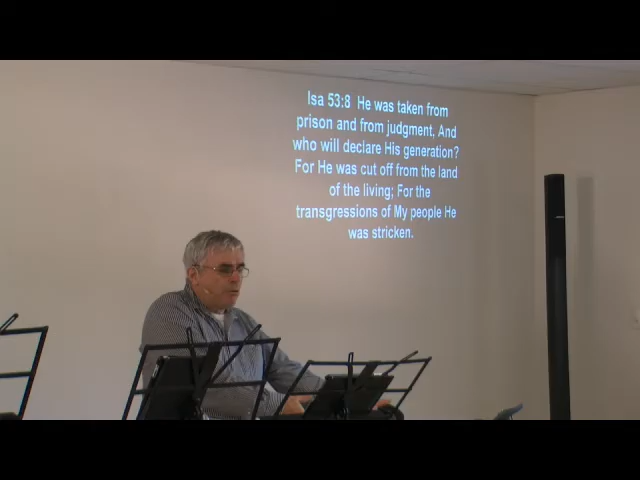 Isa 53:8 He was taken from
prison and from judgment, And
who will declare His generation?
For He was cut off from the land
of the living; For the
transgressions of My people He
was stricken.